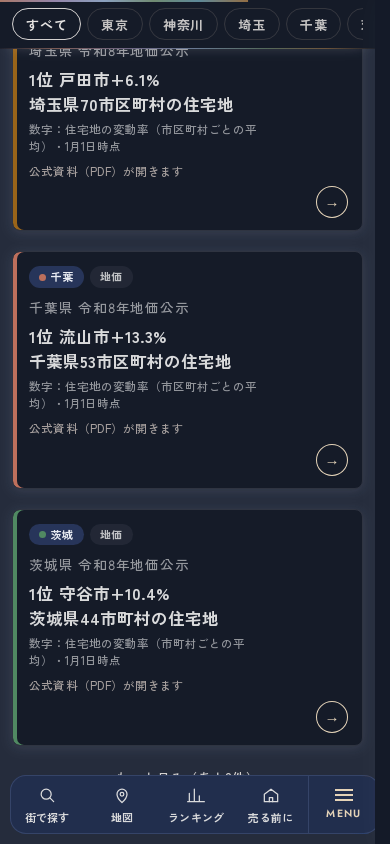 すべて 東京 神奈川 埼玉 千葉
埼玉県 令和8年地価公示
1位 戸田市+6.1%
埼玉県70市区町村の住宅地
数字：住宅地の変動率（市区町村ごとの平
均）・1月1日時点
公式資料（PDF）が開きます
→
千葉 地価
千葉県 令和8年地価公示
1位 流山市+13.3%
千葉県53市区町村の住宅地
数字：住宅地の変動率（市区町村ごとの平
均）・1月1日時点
公式資料（PDF）が開きます
→
茨城 地価
茨城県 令和8年地価公示
1位 守谷市+10.4%
茨城県44市町村の住宅地
数字：住宅地の変動率（市町村ごとの平
均）・1月1日時点
公式資料（PDF）が開きます
→
街で探す 地図 ランキング 売る前に MENU